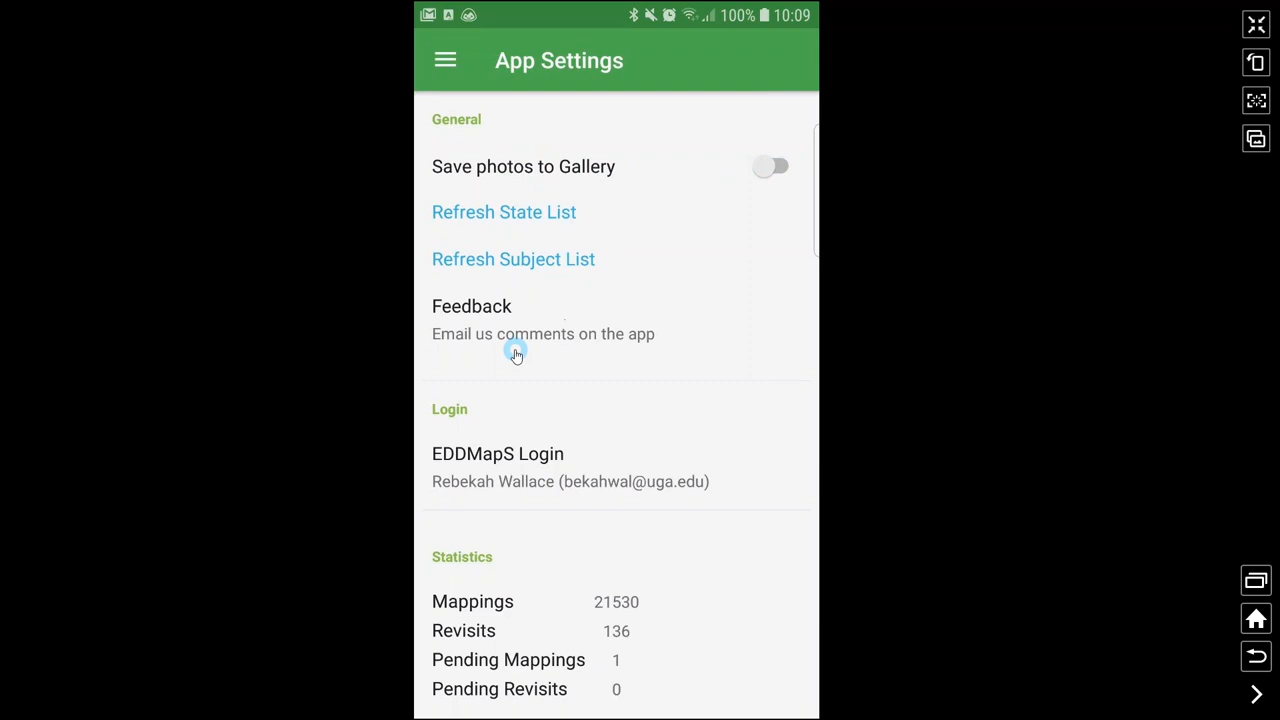 100% 10:09
App Settings
General
Save photos to Gallery
Refresh State List
Refresh Subject List
Feedback
Email us comments on the app
Login
EDDMapS Login
Rebekah Wallace (bekahwal@uga.edu)
Statistics
Mappings 21530
Revisits 136
Pending Mappings 1
Pending Revisits 0